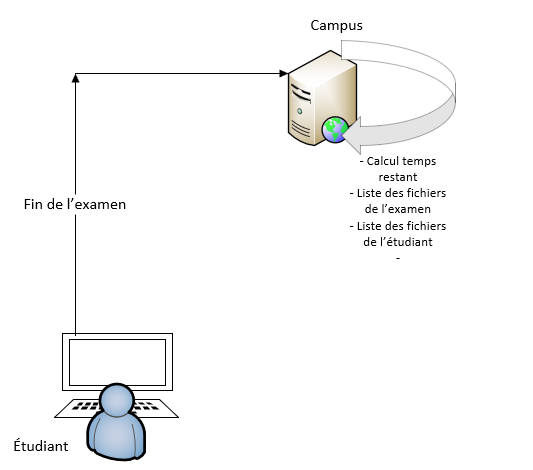 Campus
- Calcul temps
restant
- Liste des fichiers
de l'examen
- Liste des fichiers
de l'étudiant
-
Fin de l'examen
Étudiant